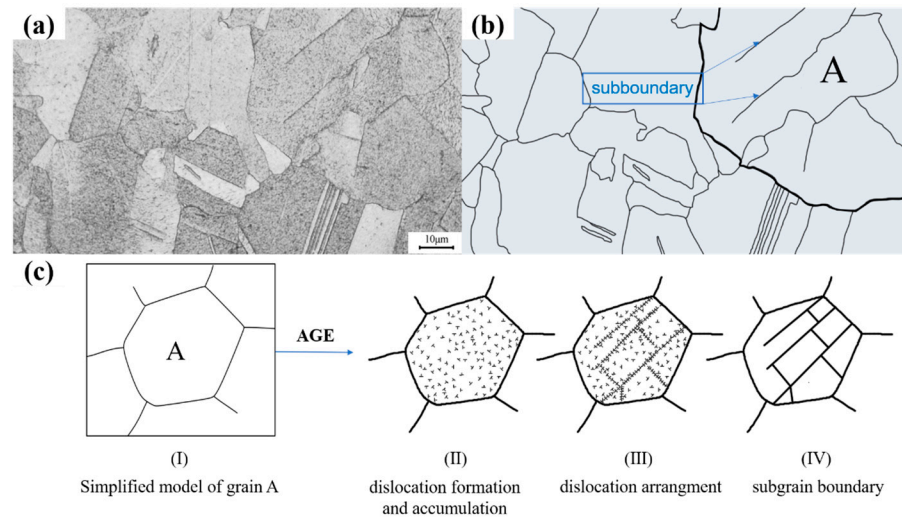 (a)
10μm
(b)
subboundary
A
(c)
A
AGE
(I)
Simplified model of grain A
(II)
dislocation formation
and accumulation
(III)
dislocation arrangment
(IV)
subgrain boundary